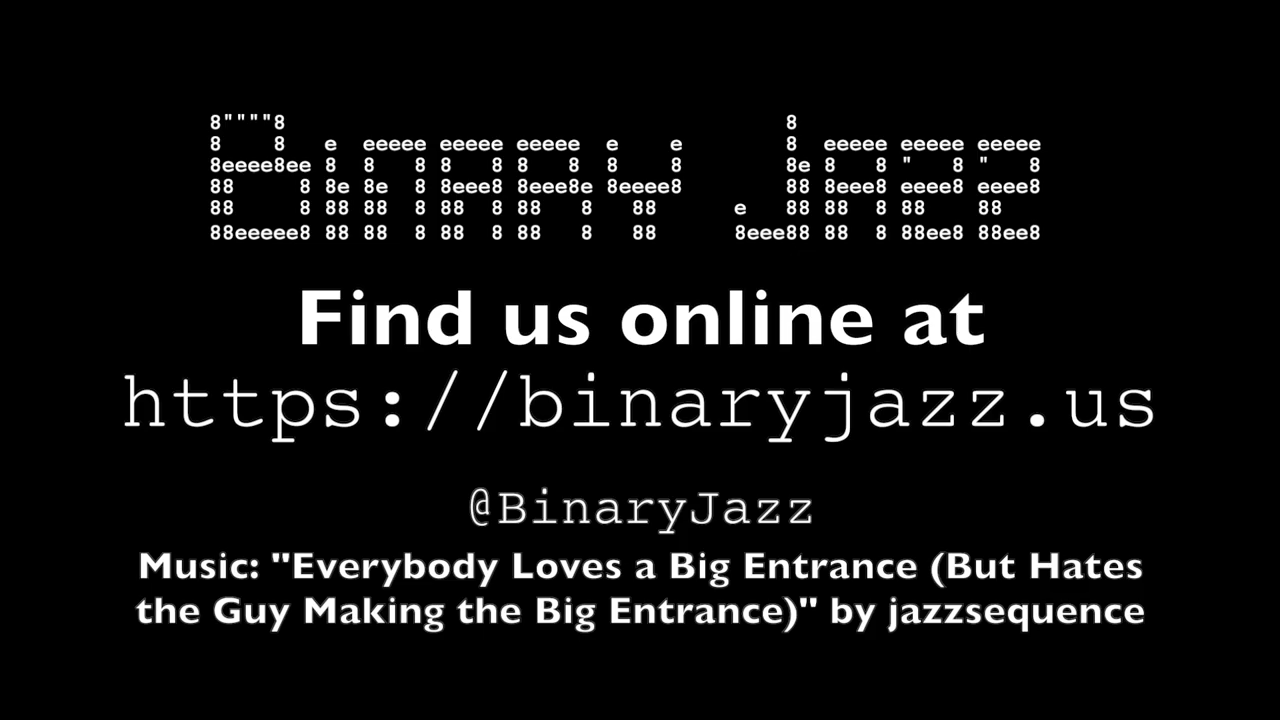 Binary Jazz
Find us online at
https://binaryjazz.us
@BinaryJazz
Music: "Everybody Loves a Big Entrance (But Hates
the Guy Making the Big Entrance)" by jazzsequence